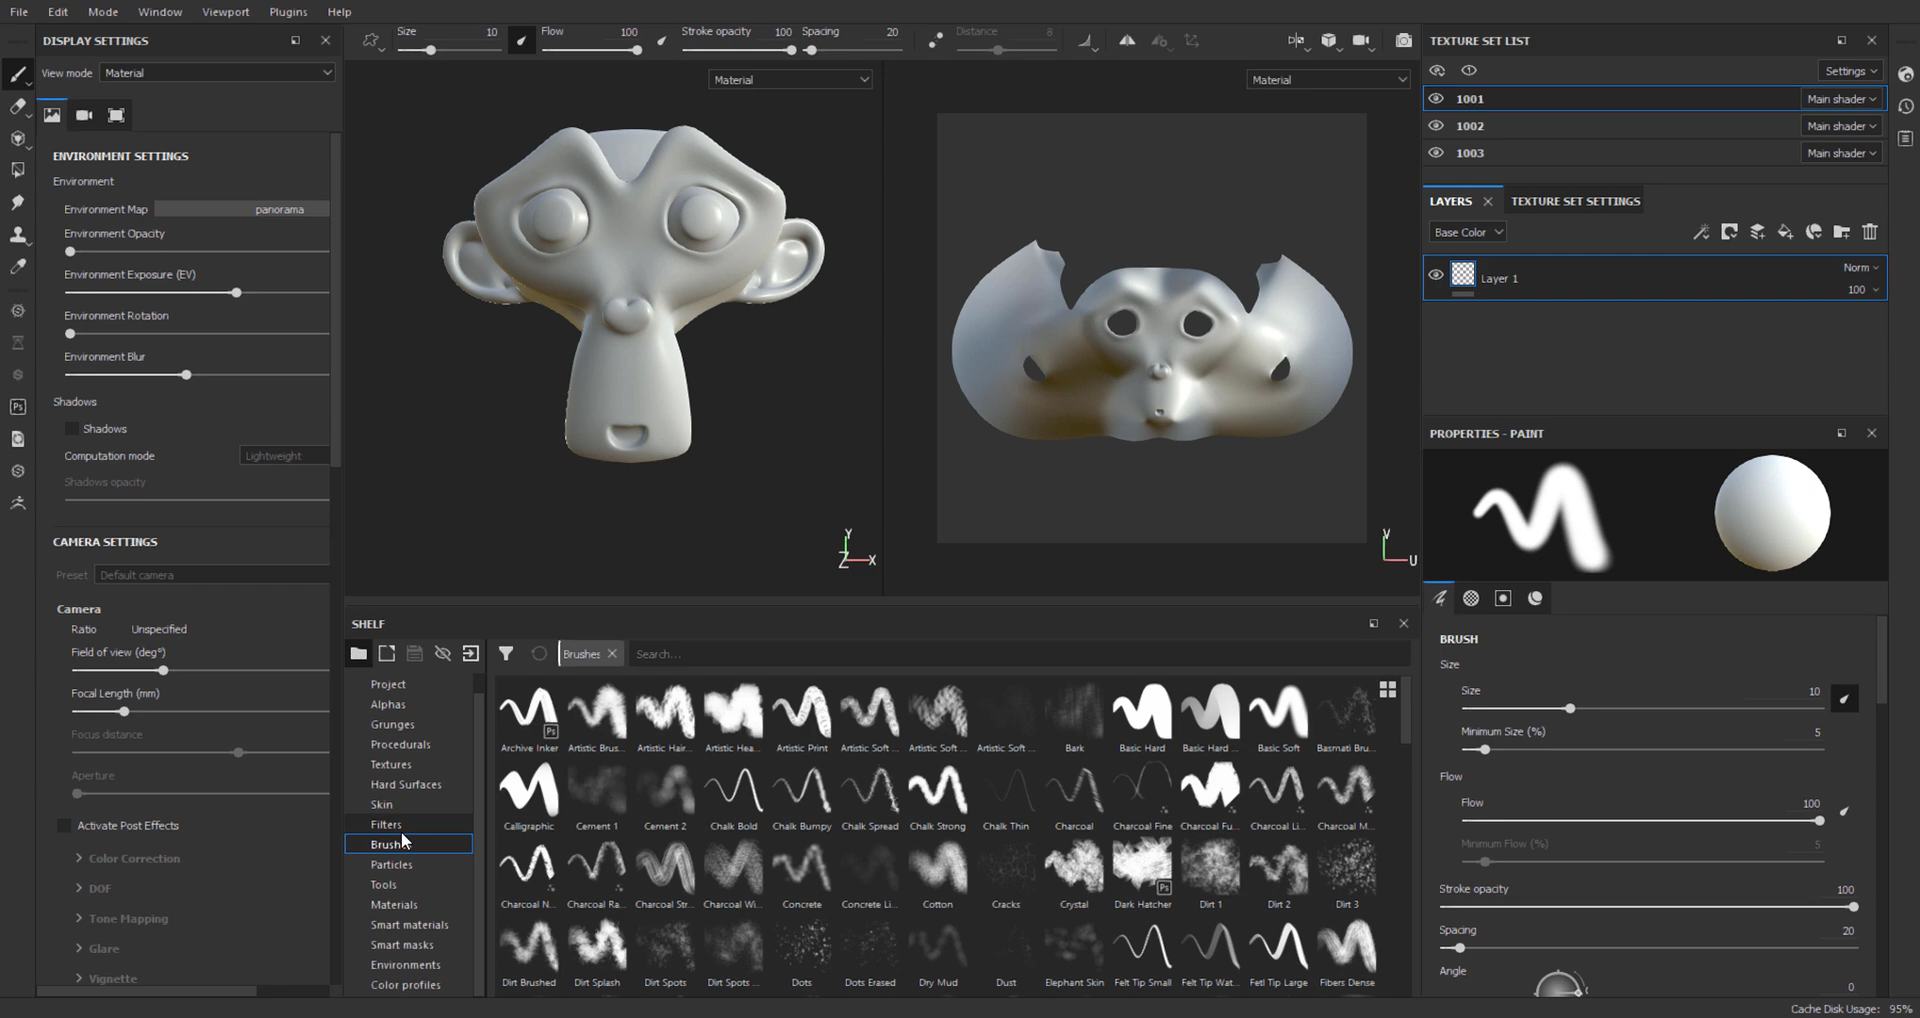 File Edit Mode Window Viewport Plugins Help
DISPLAY SETTINGS
View mode Material
ENVIRONMENT SETTINGS
Environment
Environment Map panorama
Environment Opacity
Environment Exposure (EV)
Environment Rotation
Environment Blur
Shadows
Shadows
Computation mode Lightweight
Shadows opacity
CAMERA SETTINGS
Preset Default camera
Camera
Ratio Unspecified
Field of view (deg°)
Focal Length (mm)
Focus distance
Aperture
Activate Post Effects
Color Correction
DOF
Tone Mapping
Glare
Vignette
Size 10 Flow 100 Stroke opacity 100 Spacing 20 Distance 8
Material
Material
Y
Z X
V
U
SHELF
Brushes Search...
Project
Alphas
Grunges
Procedurals
Textures
Hard Surfaces
Skin
Filters
Particles
Tools
Materials
Smart materials
Smart masks
Environments
Color profiles
Ps
Archive Inker Artistic Brus... Artistic Hair... Artistic Hea... Artistic Print Artistic Soft ... Artistic Soft ... Artistic Soft ... Bark Basic Hard Basic Hard ... Basic Soft Basmati Bru...
Calligraphic Cement 1 Cement 2 Chalk Bold Chalk Bumpy Chalk Spread Chalk Strong Chalk Thin Charcoal Charcoal Fine Charcoal Fu... Charcoal Li... Charcoal M...
Ps
Charcoal N... Charcoal Ra... Charcoal Str... Charcoal Wi... Concrete Concrete Li... Cotton Cracks Crystal Dark Hatcher Dirt 1 Dirt 2 Dirt 3
Dirt Brushed Dirt Splash Dirt Spots Dirt Spots ... Dots Dots Erased Dry Mud Dust Elephant Skin Felt Tip Small Felt Tip Wat... Fetl Tip Large Fibers Dense
TEXTURE SET LIST
Settings
1001 Main shader
1002 Main shader
1003 Main shader
LAYERS TEXTURE SET SETTINGS
Base Color
Layer 1 Norm
100
PROPERTIES - PAINT
BRUSH
Size
Size 10
Minimum Size (%) 5
Flow
Flow 100
Minimum Flow (%) 5
Stroke opacity 100
Spacing 20
Angle
0
Ps
Cache Disk Usage: 95%